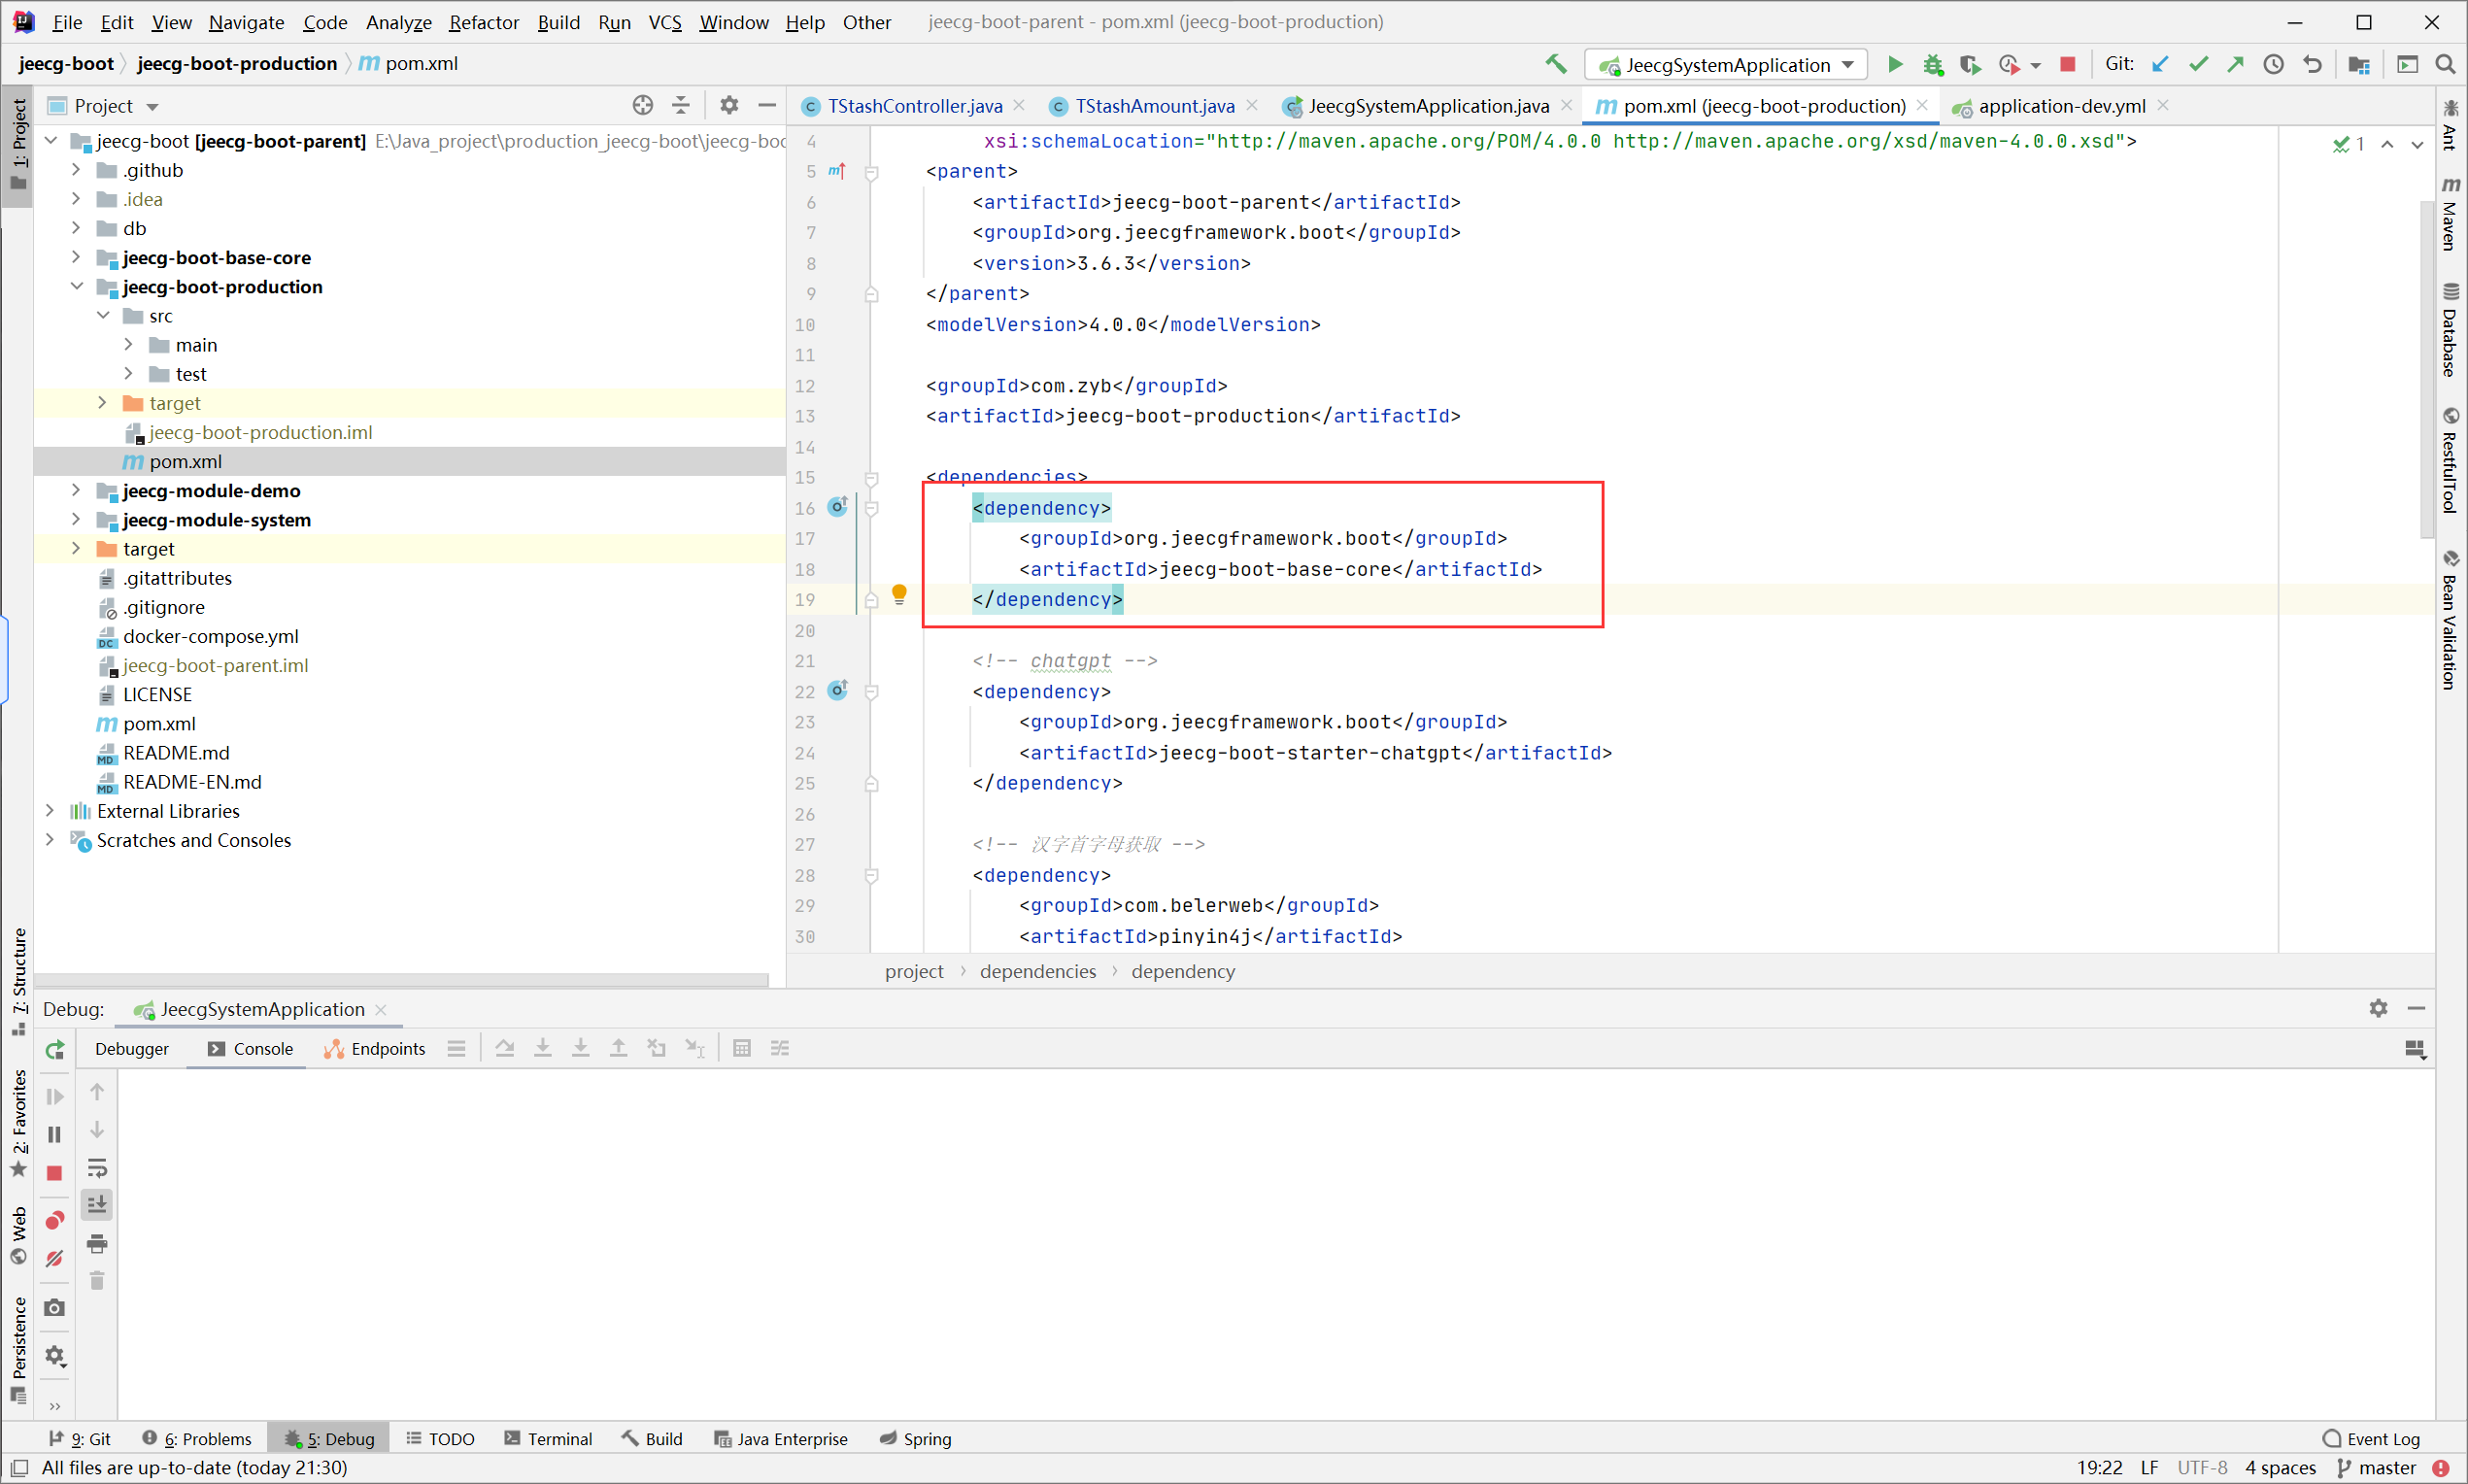 File Edit View Navigate Code Analyze Refactor Build Run VCS Window Help Other jeecg-boot-parent - pom.xml (jeecg-boot-production)
jeecg-boot jeecg-boot-production pom.xml JeecgSystemApplication Git:
Project
TStashController.java TStashAmount.java JeecgSystemApplication.java pom.xml (jeecg-boot-production) application-dev.yml
1: Project
7: Structure
2: Favorites
Web
Persistence
jeecg-boot [jeecg-boot-parent] E:\Java_project\production_jeecg-boot\jeecg-boo
.github
.idea
db
jeecg-boot-base-core
jeecg-boot-production
src
main
test
target
jeecg-boot-production.iml
pom.xml
jeecg-module-demo
jeecg-module-system
target
.gitattributes
.gitignore
docker-compose.yml
jeecg-boot-parent.iml
LICENSE
pom.xml
README.md
README-EN.md
External Libraries
Scratches and Consoles
4 xsi:schemaLocation="http://maven.apache.org/POM/4.0.0 http://maven.apache.org/xsd/maven-4.0.0.xsd">
5 <parent>
6 <artifactId>jeecg-boot-parent</artifactId>
7 <groupId>org.jeecgframework.boot</groupId>
8 <version>3.6.3</version>
9 </parent>
10 <modelVersion>4.0.0</modelVersion>
11
12 <groupId>com.zyb</groupId>
13 <artifactId>jeecg-boot-production</artifactId>
14
15 <dependencies>
16 <dependency>
17 <groupId>org.jeecgframework.boot</groupId>
18 <artifactId>jeecg-boot-base-core</artifactId>
19 </dependency>
20
21 <!-- chatgpt -->
22 <dependency>
23 <groupId>org.jeecgframework.boot</groupId>
24 <artifactId>jeecg-boot-starter-chatgpt</artifactId>
25 </dependency>
26
27 <!-- 汉字首字母获取 -->
28 <dependency>
29 <groupId>com.belerweb</groupId>
30 <artifactId>pinyin4j</artifactId>
1
project dependencies dependency
Ant
Maven
Database
RestfulTool
Bean Validation
Debug: JeecgSystemApplication
Debugger Console Endpoints
9: Git 6: Problems 5: Debug TODO Terminal Build Java Enterprise Spring Event Log
All files are up-to-date (today 21:30) 19:22 LF UTF-8 4 spaces master